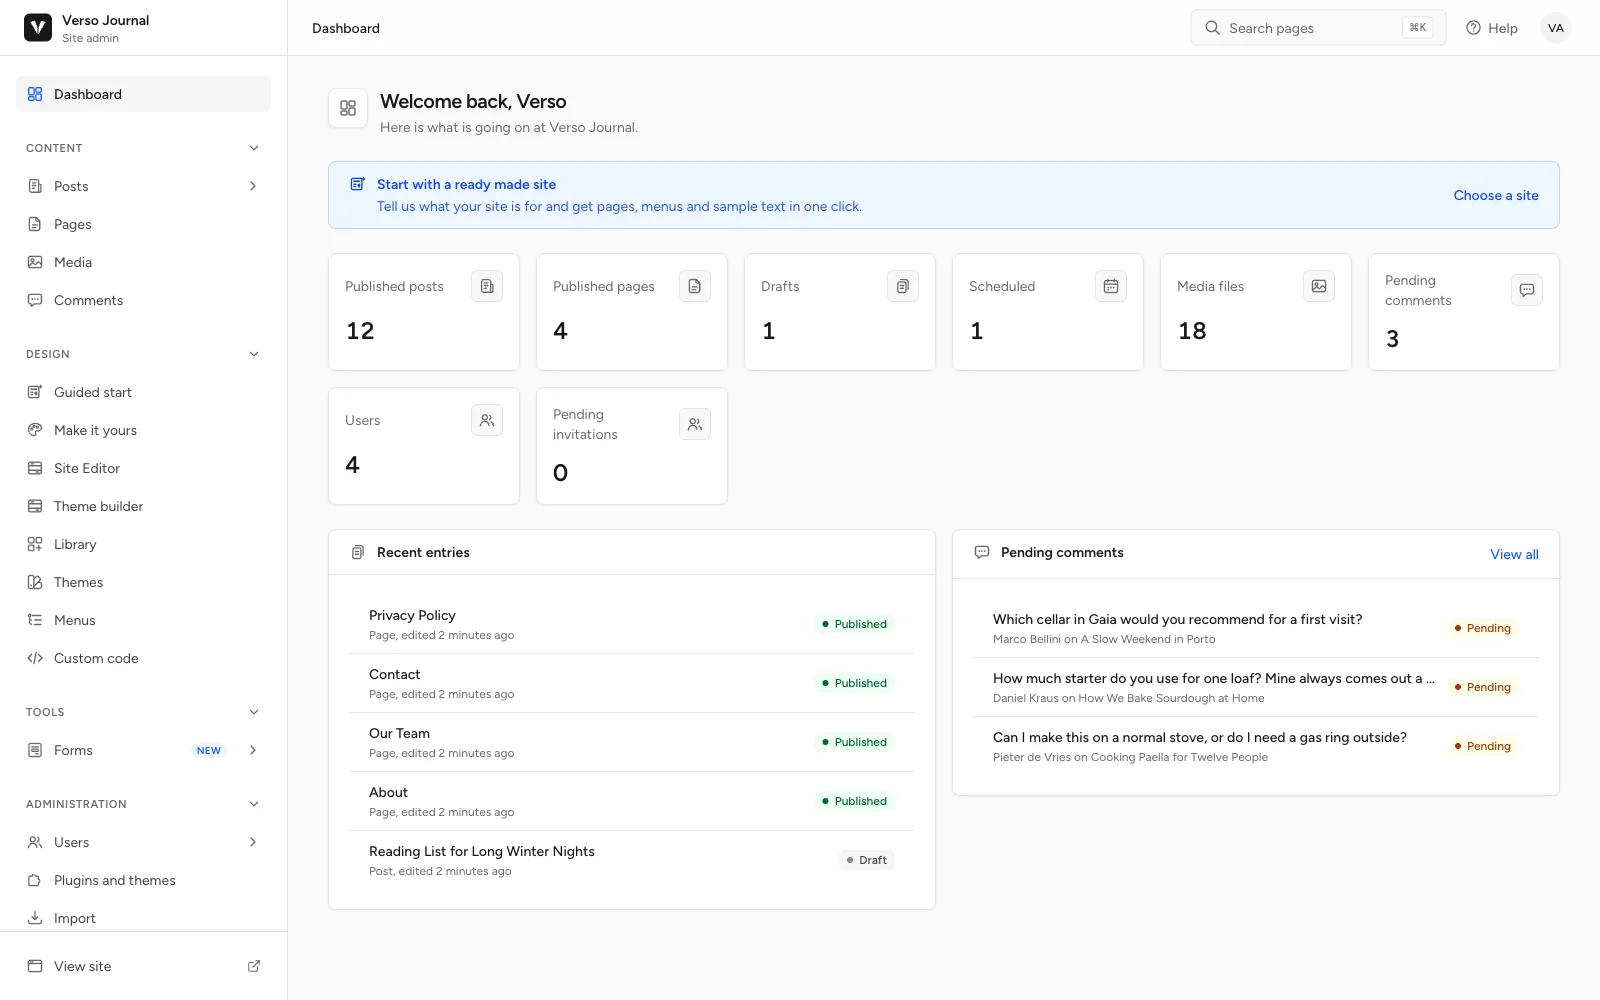 Verso Journal
Site admin
Dashboard
Search pages
⌘K
Help
VA
Dashboard
CONTENT
Posts
Pages
Media
Comments
DESIGN
Guided start
Make it yours
Site Editor
Theme builder
Library
Themes
Menus
Custom code
TOOLS
Forms
NEW
ADMINISTRATION
Users
Plugins and themes
Import
View site
Welcome back, Verso
Here is what is going on at Verso Journal.
Start with a ready made site
Tell us what your site is for and get pages, menus and sample text in one click.
Choose a site
Published posts
12
Published pages
4
Drafts
1
Scheduled
1
Media files
18
Pending
comments
3
Users
4
Pending
invitations
0
Recent entries
Privacy Policy
Page, edited 2 minutes ago
Published
Contact
Page, edited 2 minutes ago
Published
Our Team
Page, edited 2 minutes ago
Published
About
Page, edited 2 minutes ago
Published
Reading List for Long Winter Nights
Post, edited 2 minutes ago
Draft
Pending comments
View all
Which cellar in Gaia would you recommend for a first visit?
Marco Bellini on A Slow Weekend in Porto
Pending
How much starter do you use for one loaf? Mine always comes out a ...
Daniel Kraus on How We Bake Sourdough at Home
Pending
Can I make this on a normal stove, or do I need a gas ring outside?
Pieter de Vries on Cooking Paella for Twelve People
Pending